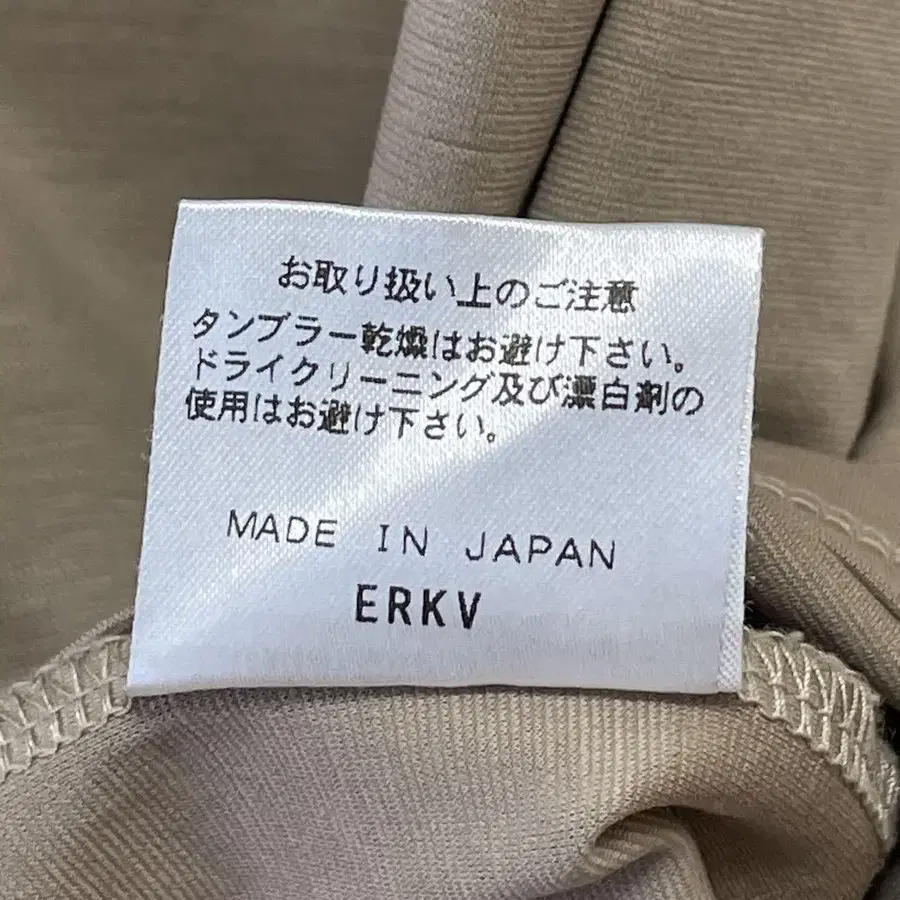 お取り扱い上のご注意
タンブラー乾燥はお避け下さい。
ドライクリーニング及び漂白剤の
使用はお避け下さい。
MADE IN JAPAN
ERKV